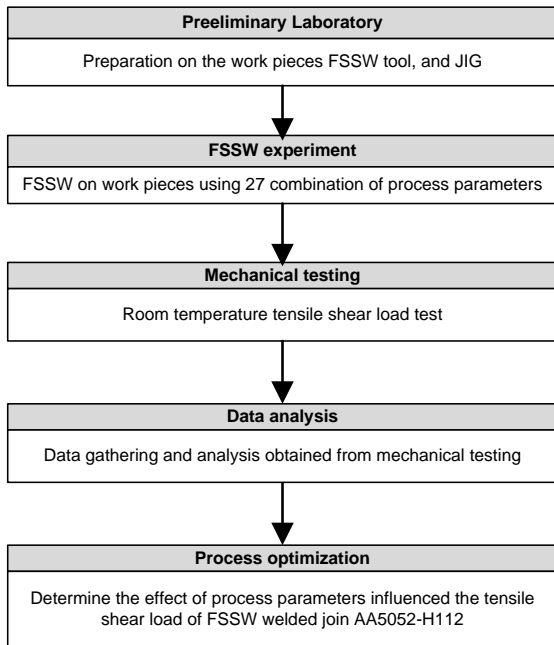 Preeliminary Laboratory
Preparation on the work pieces FSSW tool, and JIG
FSSW experiment
FSSW on work pieces using 27 combination of process parameters
Mechanical testing
Room temperature tensile shear load test
Data analysis
Data gathering and analysis obtained from mechanical testing
Process optimization
Determine the effect of process parameters influenced the tensile
shear load of FSSW welded join AA5052-H112